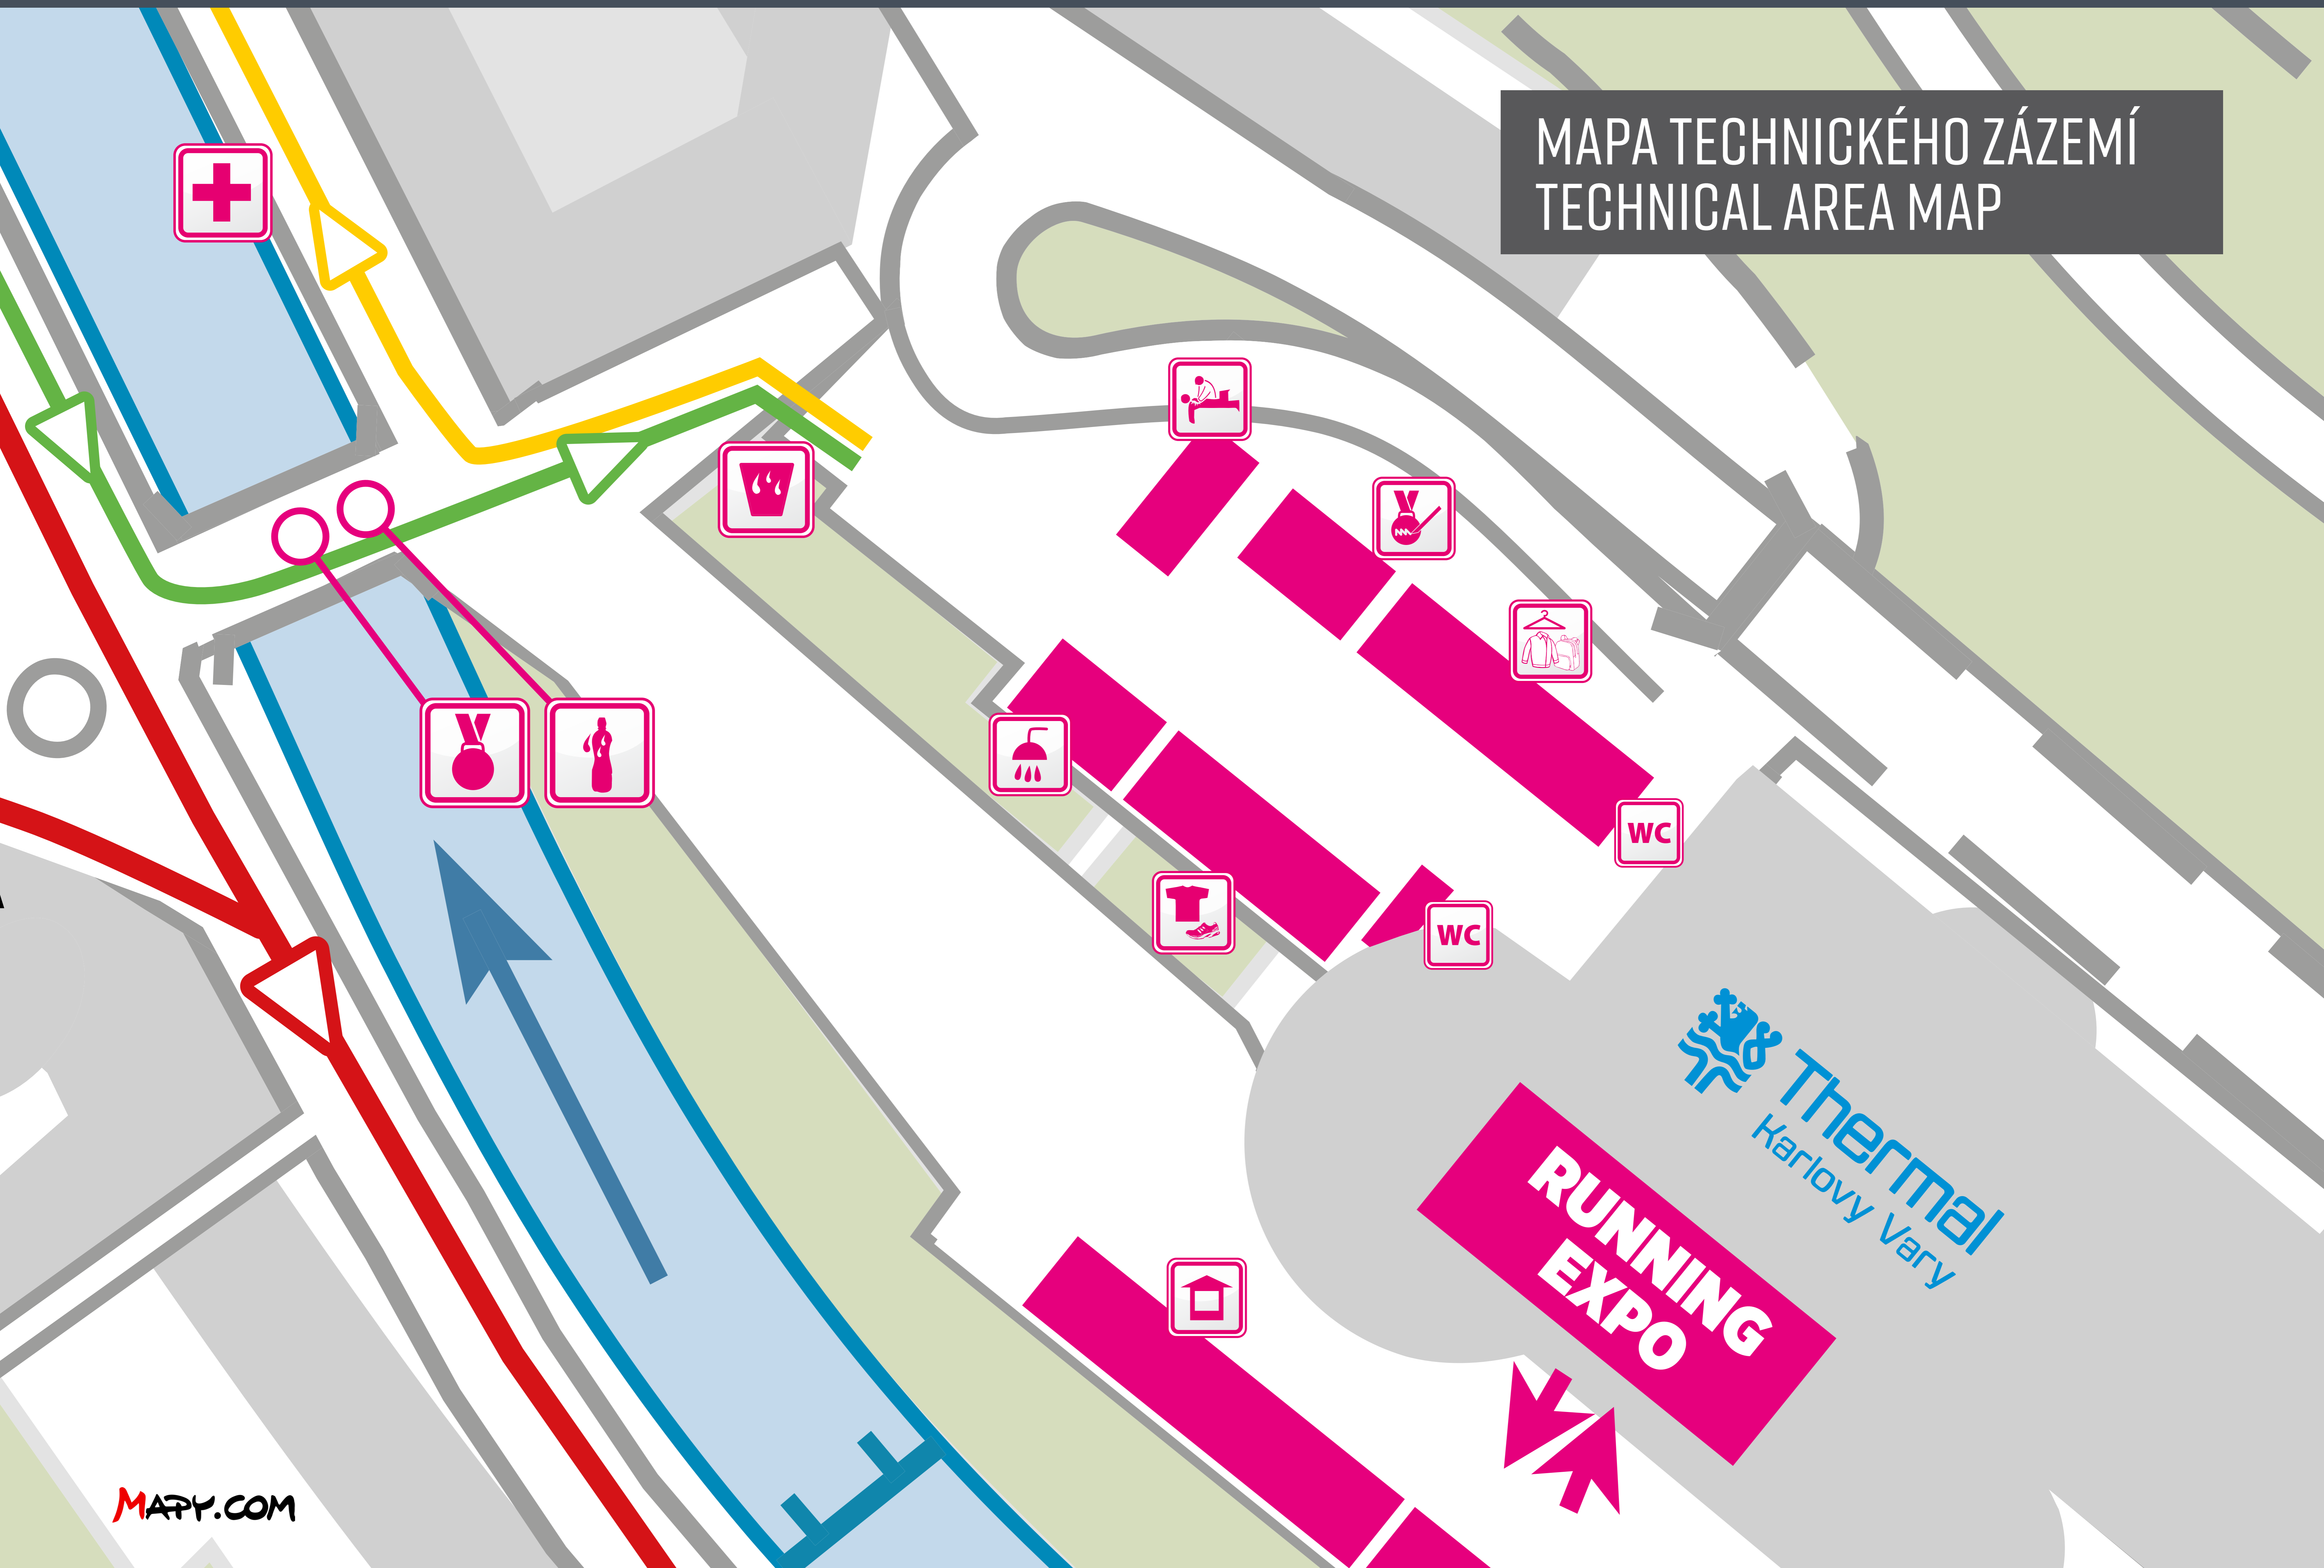 MAPA TECHNICKÉHO ZÁZEMÍ
TECHNICAL AREA MAP
WC
WC
Thermal
Karlovy Vary
RUNNING
EXPO
MAPY.COM